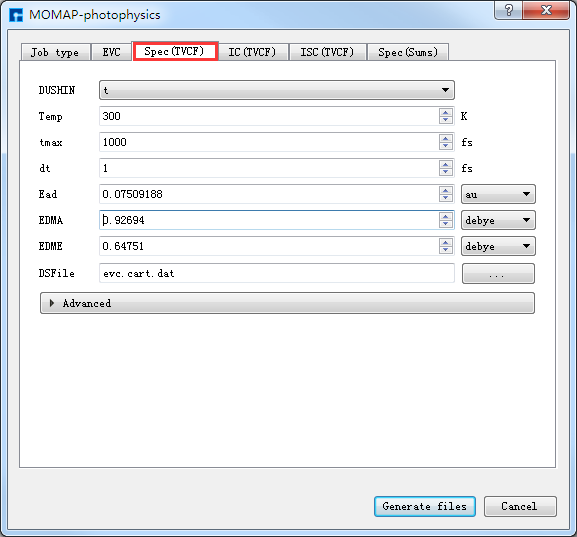 MOMAP-photophysics
Job type EVC Spec(TVCF) IC(TVCF) ISC(TVCF) Spec(Sums)
DUSHIN t
Temp 300 K
tmax 1000 fs
dt 1 fs
Ead 0.07509188 au
EDMA 0.92694 debye
EDME 0.64751 debye
DSFile evc.cart.dat ...
Advanced
Generate files Cancel